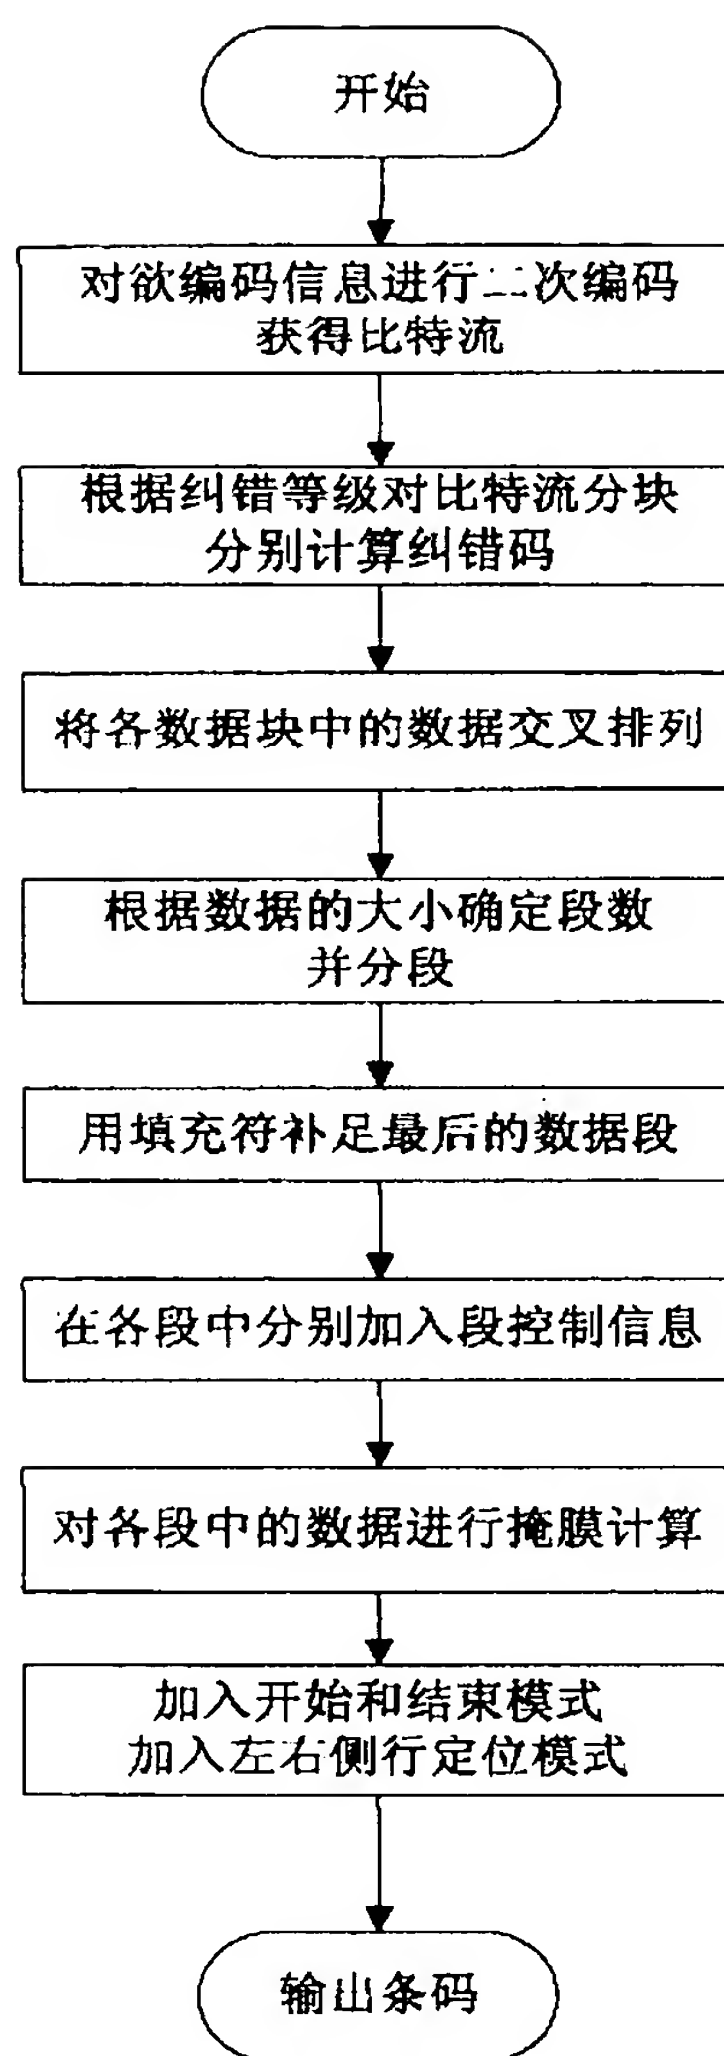 开始
对欲编码信息进行二次编码
获得比特流
根据纠错等级对比特流分块
分别计算纠错码
将各数据块中的数据交叉排列
根据数据的大小确定段数
并分段
用填充符补足最后的数据段
在各段中分别加入段控制信息
对各段中的数据进行掩膜计算
加入开始和结束模式
加入左右侧行定位模式
输出条码